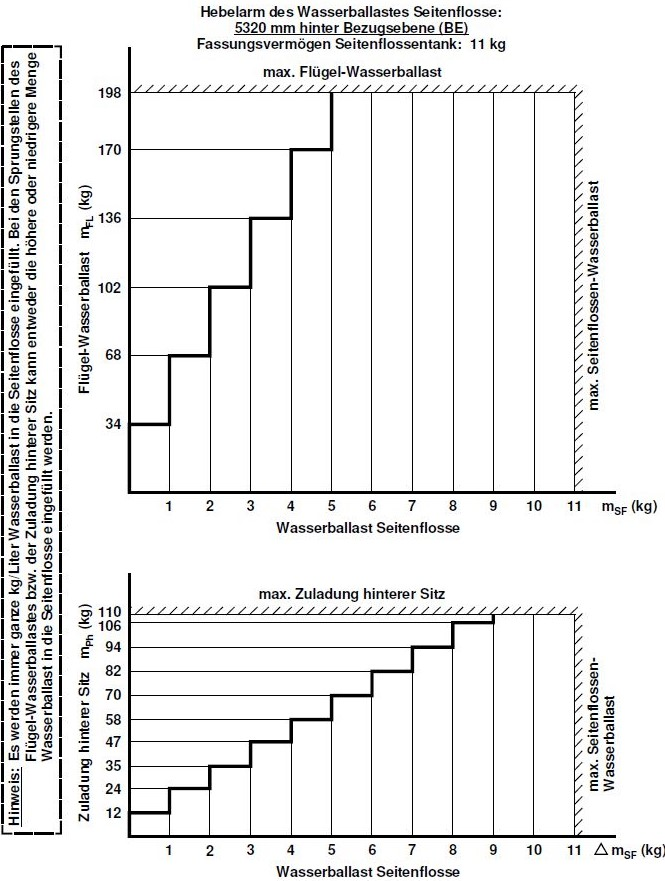 Hebelarm des Wasserballastes Seitenflosse:
5320 mm hinter Bezugsebene (BE)
Fassungsvermögen Seitenflossentank: 11 kg
Hinweis: Es werden immer ganze kg/Liter Wasserballast in die Seitenflosse eingefüllt. Bei den Sprungstellen des
Flügel-Wasserballastes bzw. der Zuladung hinterer Sitz kann entweder die höhere oder niedrigere Menge
Wasserballast in die Seitenflosse eingefüllt werden.
max. Flügel-Wasserballast
Flügel-Wasserballast mFL (kg)
198
170
136
102
68
34
max. Seitenflossen-Wasserballast
1 2 3 4 5 6 7 8 9 10 11 mSF (kg)
Wasserballast Seitenflosse
max. Zuladung hinterer Sitz
Zuladung hinterer Sitz mPh (kg)
110
106
94
82
70
58
47
35
24
12
max. Seitenflossen-
Wasserballast
1 2 3 4 5 6 7 8 9 10 11 △ mSF (kg)
Wasserballast Seitenflosse